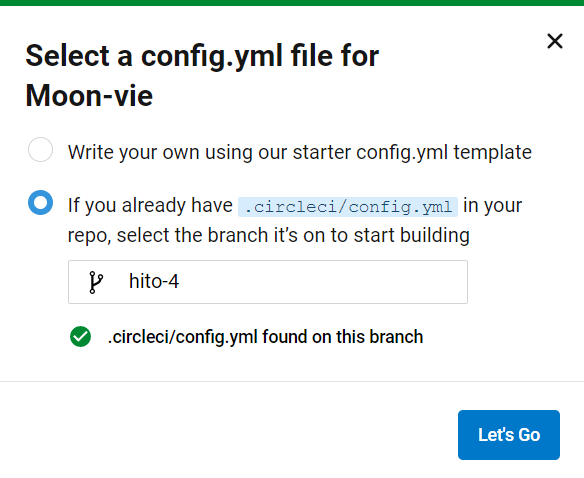 Select a config.yml file for
Moon-vie
Write your own using our starter config.yml template
If you already have .circleci/config.yml in your
repo, select the branch it’s on to start building
hito-4
.circleci/config.yml found on this branch
Let's Go